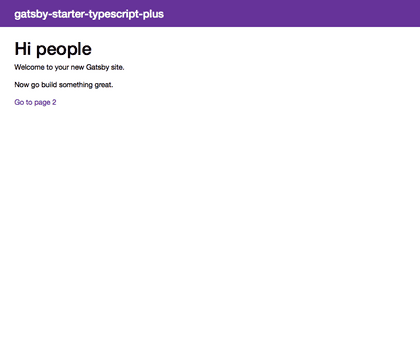 gatsby-starter-typescript-plus
Hi people
Welcome to your new Gatsby site.
Now go build something great.
Go to page 2